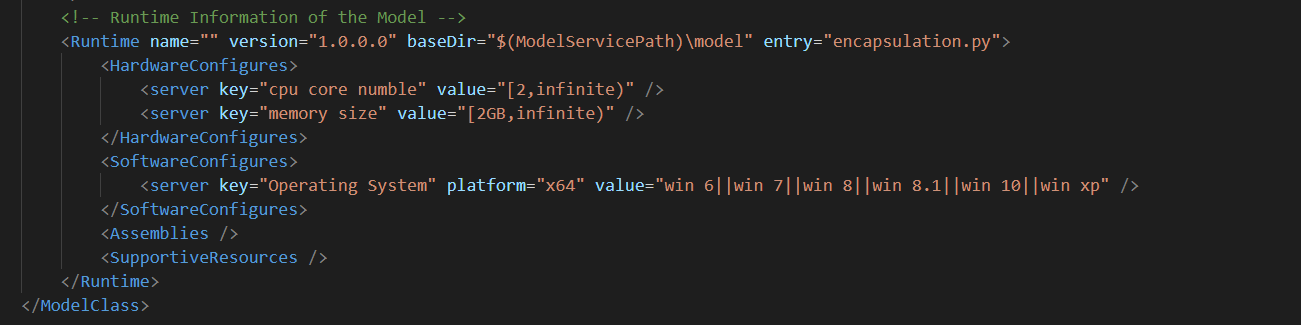 <!-- Runtime Information of the Model -->
<Runtime name="" version="1.0.0.0" baseDir="$(ModelServicePath)\model" entry="encapsulation.py">
<HardwareConfigures>
<server key="cpu core numble" value="[2,infinite)" />
<server key="memory size" value="[2GB,infinite)" />
</HardwareConfigures>
<SoftwareConfigures>
<server key="Operating System" platform="x64" value="win 6||win 7||win 8||win 8.1||win 10||win xp" />
</SoftwareConfigures>
<Assemblies />
<SupportiveResources />
</Runtime>
</ModelClass>